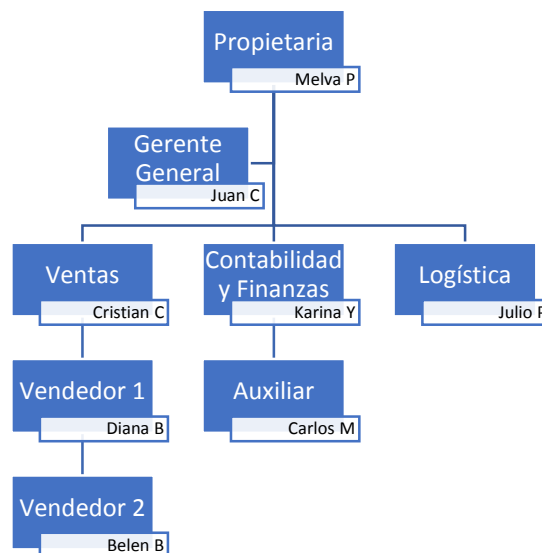 Propietaria
Melva P
Gerente
General
Juan C
Ventas
Cristian C
Contabilidad
y Finanzas
Karina Y
Logística
Julio P
Vendedor 1
Diana B
Auxiliar
Carlos M
Vendedor 2
Belen B